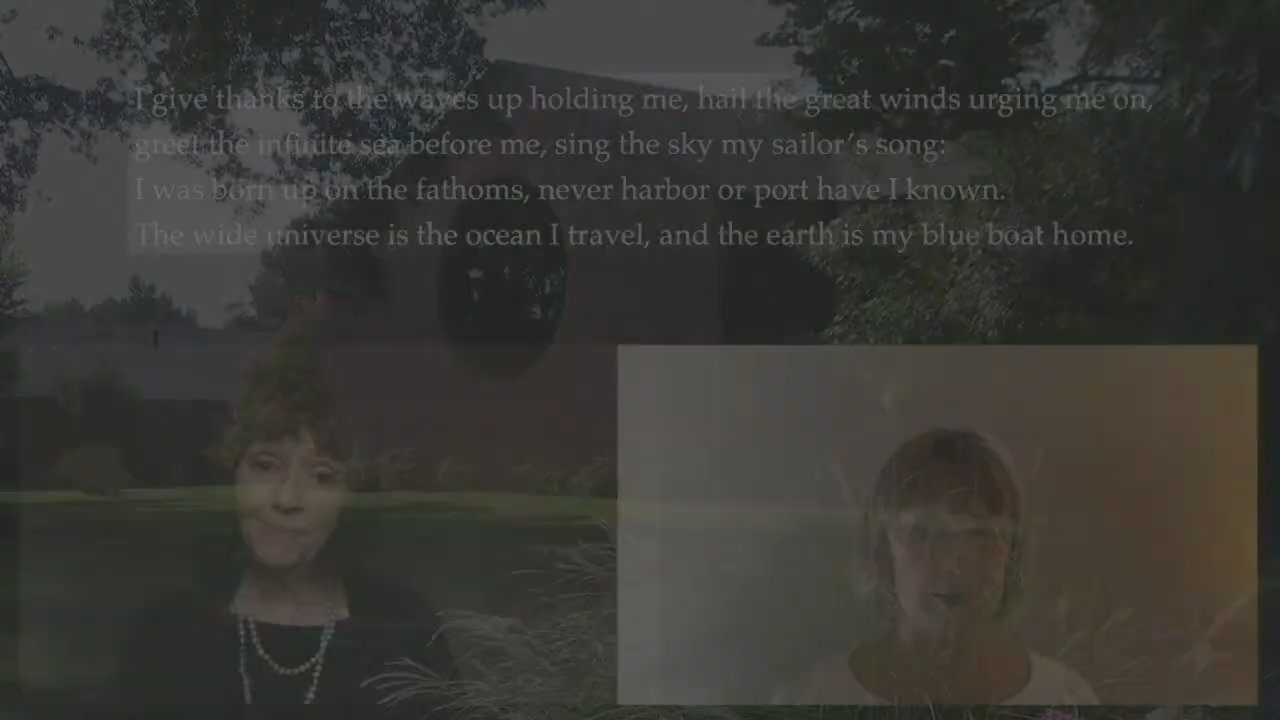 I give thanks to the waves up holding me, hail the great winds urging me on,
greet the infinite sea before me, sing the sky my sailor's song:
I was born up on the fathoms, never harbor or port have I known.
The wide universe is the ocean I travel, and the earth is my blue boat home.